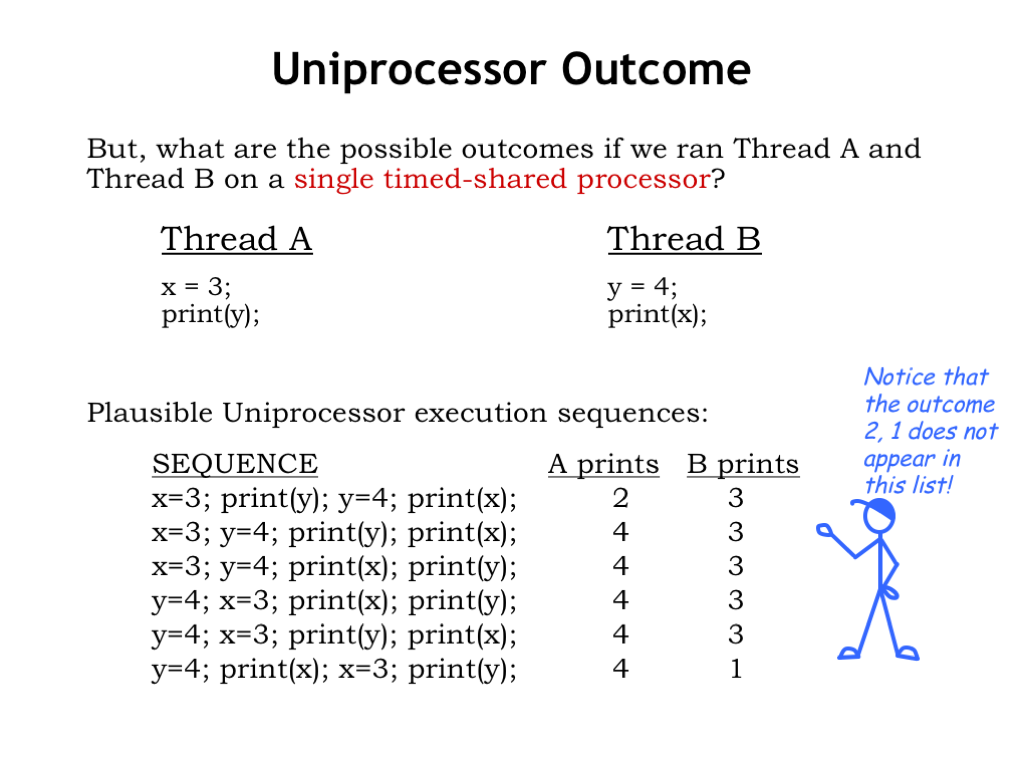 Uniprocessor Outcome
But, what are the possible outcomes if we ran Thread A and
Thread B on a single timed-shared processor?
Thread A
x = 3;
print(y);
Thread B
y = 4;
print(x);
Notice that
the outcome
2, 1 does not
appear in
this list!
Plausible Uniprocessor execution sequences:
SEQUENCE A prints B prints
x=3; print(y); y=4; print(x); 2 3
x=3; y=4; print(y); print(x); 4 3
x=3; y=4; print(x); print(y); 4 3
y=4; x=3; print(x); print(y); 4 3
y=4; x=3; print(y); print(x); 4 3
y=4; print(x); x=3; print(y); 4 1